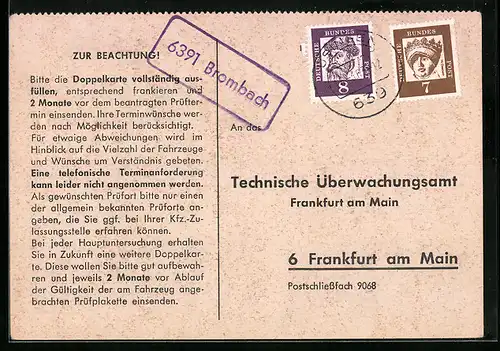 ZUR BEACHTUNG!
Bitte die Doppelkarte vollständig aus-
füllen, entsprechend frankieren und
2 Monate vor dem beantragten Prüfter-
min einsenden. Ihre Terminwünsche wer-
den nach Möglichkeit berücksichtigt.
Für etwaige Abweichungen wird im
Hinblick auf die Vielzahl der Fahrzeuge
und Wünsche um Verständnis gebeten.
Eine telefonische Terminanforderung
kann leider nicht angenommen werden.
Als gewünschten Prüfort bitte nur einen
der allgemein bekannten Prüforte an-
geben, die Sie ggf. bei Ihrer Kfz.-Zu-
lassungsstelle erfahren können.
Bei jeder Hauptuntersuchung erhalten
Sie in Zukunft eine weitere Doppelkar-
te. Diese wollen Sie bitte gut aufbewah-
ren und jeweils 2 Monate vor Ablauf
der Gültigkeit der am Fahrzeug ange-
brachten Prüfplakette einsenden.
6391 Brombach
DEUTSCHE
BUNDES
POST
8
639
DEUTSCHE
BUNDES
POST
7
An das
Technische Überwachungsamt
Frankfurt am Main
6 Frankfurt am Main
Postschließfach 9068